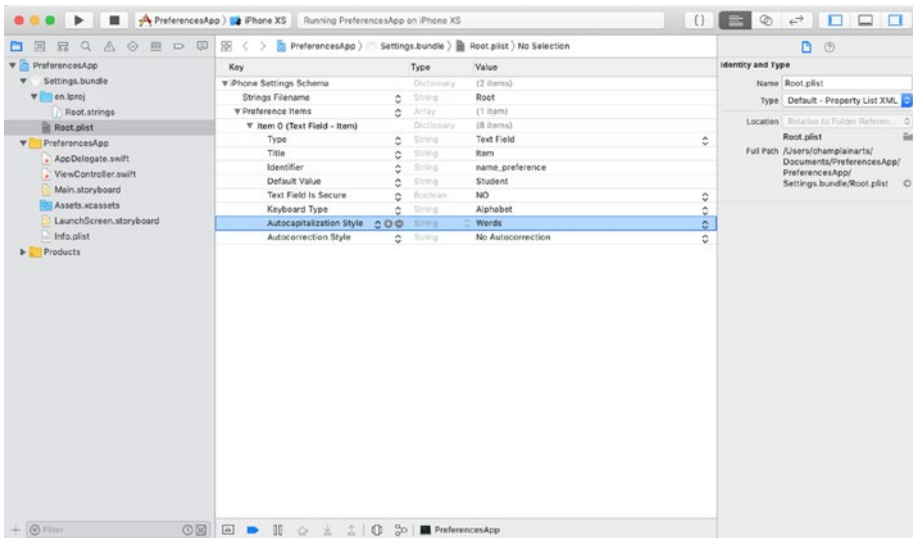 PreferencesApp iPhone XS Running PreferencesApp on iPhone XS
PreferencesApp Settings.bundle Root.plist No Selection
PreferencesApp
Settings.bundle
en.lproj
Root.strings
Root.plist
PreferencesApp
AppDelegate.swift
ViewController.swift
Main.storyboard
Assets.xcassets
LaunchScreen.storyboard
Info.plist
Products
Filter
Key Type Value
iPhone Settings Schema Dictionary (2 items)
Strings Filename String Root
Preference Items Array (1 item)
Item 0 (Text Field - Item) Dictionary (8 items)
Type String Text Field
Title String Item
Identifier String name_preference
Default Value String Student
Text Field Is Secure Boolean NO
Keyboard Type String Alphabet
Autocapitalization Style String Words
Autocorrection Style String No Autocorrection
PreferencesApp
Identity and Type
Name Root.plist
Type Default - Property List XML
Location Relative to Folder Referen...
Root.plist
Full Path /Users/champlainarts/
Documents/PreferencesApp/
PreferencesApp/
Settings.bundle/Root.plist